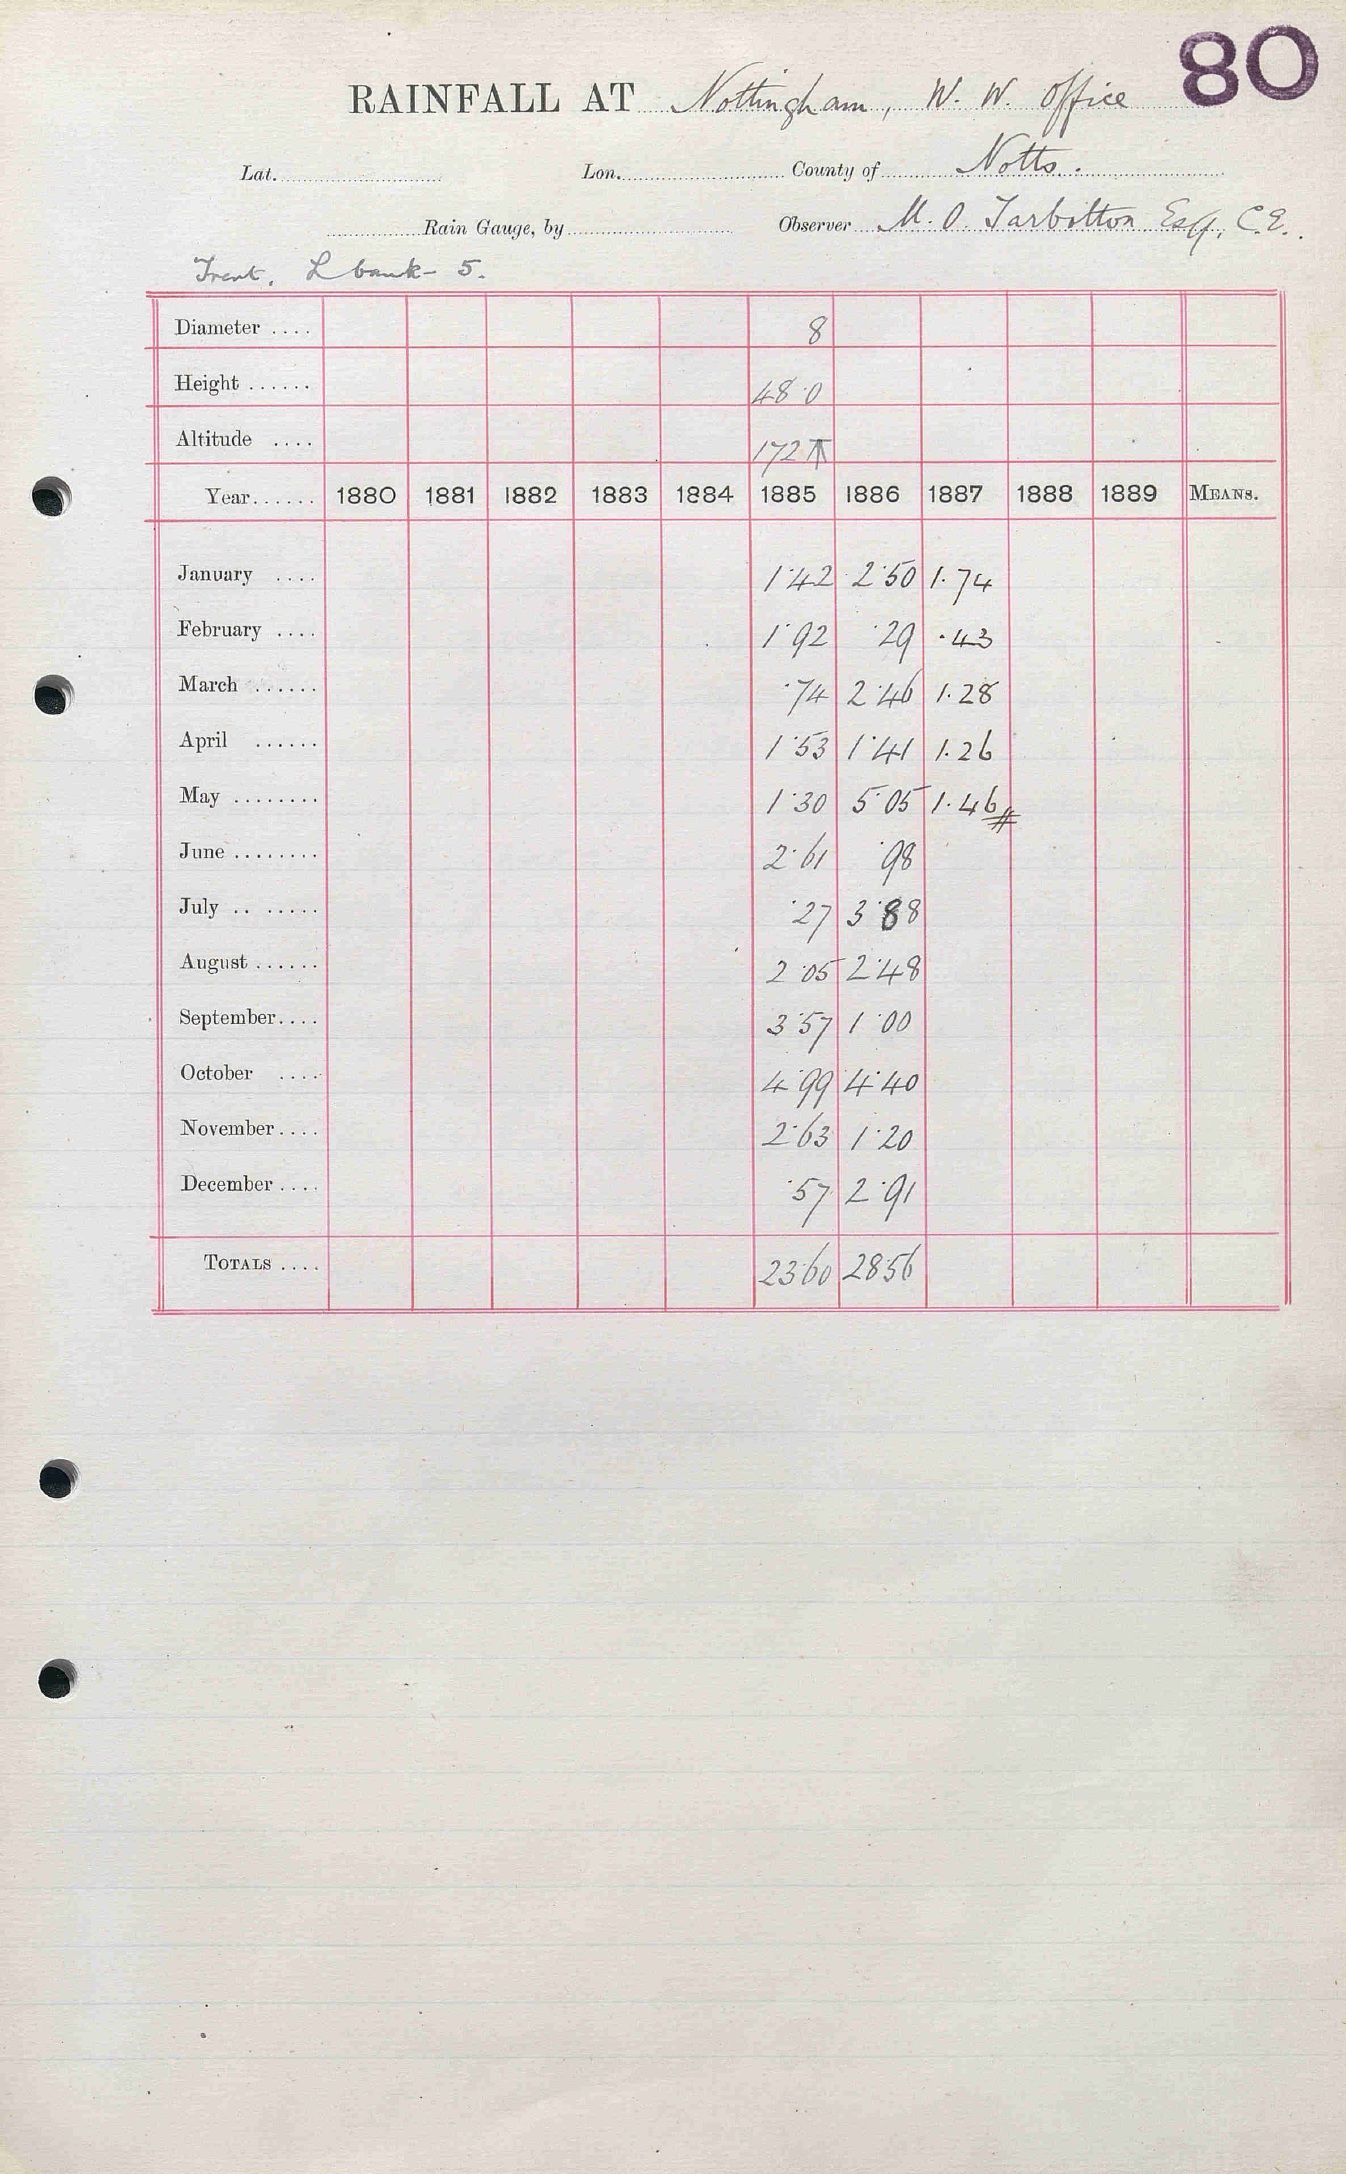 80
RAINFALL AT Nottingham, W. W. Office
Lat. Lon. County of Notts.
Rain Gauge, by Observer M. O. Tarbotton Esq. C.E.
Trent. L bank - 5.
Diameter .... 8
Height ...... 48·0
Altitude .... 172 T
Year...... 1880 1881 1882 1883 1884 1885 1886 1887 1888 1889 MEANS.
January .... 1·42 2·50 1·74
February .... 1·92 ·29 ·43
March ...... ·74 2·46 1·28
April ...... 1·53 1·41 1·26
May ........ 1·30 5·05 1·46
June ........ 2·61 ·98
July .. ...... ·27 3·88
August ...... 2·05 2·48
September.... 3·57 1·00
October .... 4·99 4·40
November.... 2·63 1·20
December .... ·57 2·91
TOTALS .... 23·60 28·56